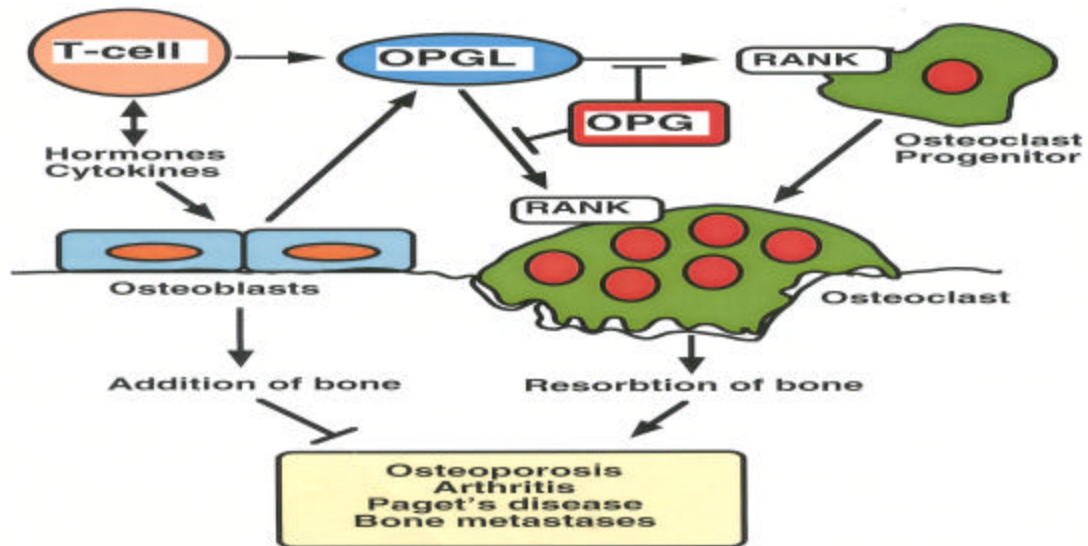 T-cell
OPGL
RANK
OPG
Hormones
Cytokines
Osteoclast
Progenitor
RANK
Osteoblasts
Osteoclast
Addition of bone
Resorbtion of bone
Osteoporosis
Arthritis
Paget's disease
Bone metastases